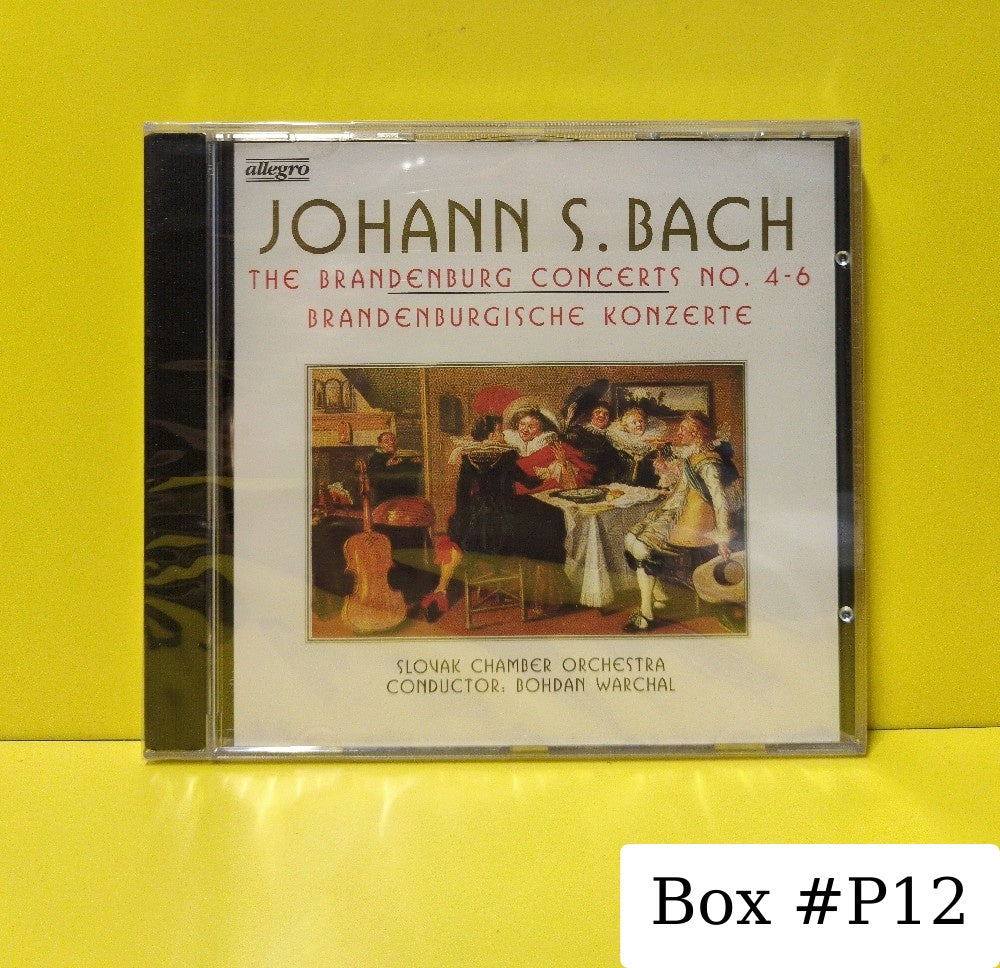 allegro
JOHANN S. BACH
THE BRANDENBURG CONCERTS NO. 4-6
BRANDENBURGISCHE KONZERTE
SLOVAK CHAMBER ORCHESTRA
CONDUCTOR: BOHDAN WARCHAL
Box #P12